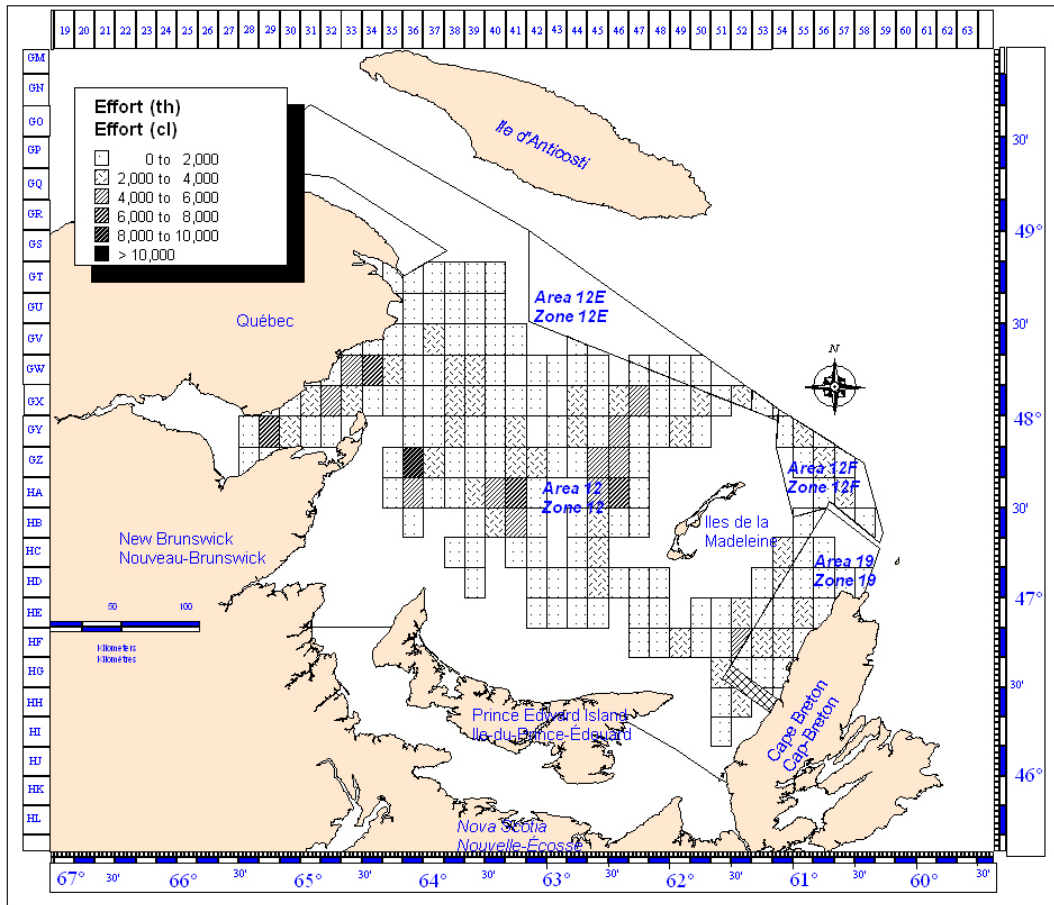 19 20 21 22 23 24 25 26 27 28 29 30 31 32 33 34 35 36 37 38 39 40 41 42 43 44 45 46 47 48 49 50 51 52 53 54 55 56 57 58 59 60 61 62 63
GM
GN
GO
GP
GQ
GR
GS
GT
GU
GV
GW
GX
GY
GZ
HA
HB
HC
HD
HE
HF
HG
HH
HI
HJ
HK
HL
Effort (th)
Effort (cl)
0 to 2,000
2,000 to 4,000
4,000 to 6,000
6,000 to 8,000
8,000 to 10,000
> 10,000
Ile d'Anticosti
Québec
Area 12E
Zone 12E
N
Area 12F
Zone 12F
Area 12
Zone 12
Iles de la
Madeleine
New Brunswick
Nouveau-Brunswick
Area 19
Zone 19
50 100
Kilometers
Kilomètres
Prince Edward Island
Ile-du-Prince-Édouard
Cape Breton
Cap-Breton
Nova Scotia
Nouvelle-Écosse
30'
49°
30'
48°
30'
47°
30'
46°
67° 30' 66° 30' 65° 30' 64° 30' 63° 30' 62° 30' 61° 30' 60°